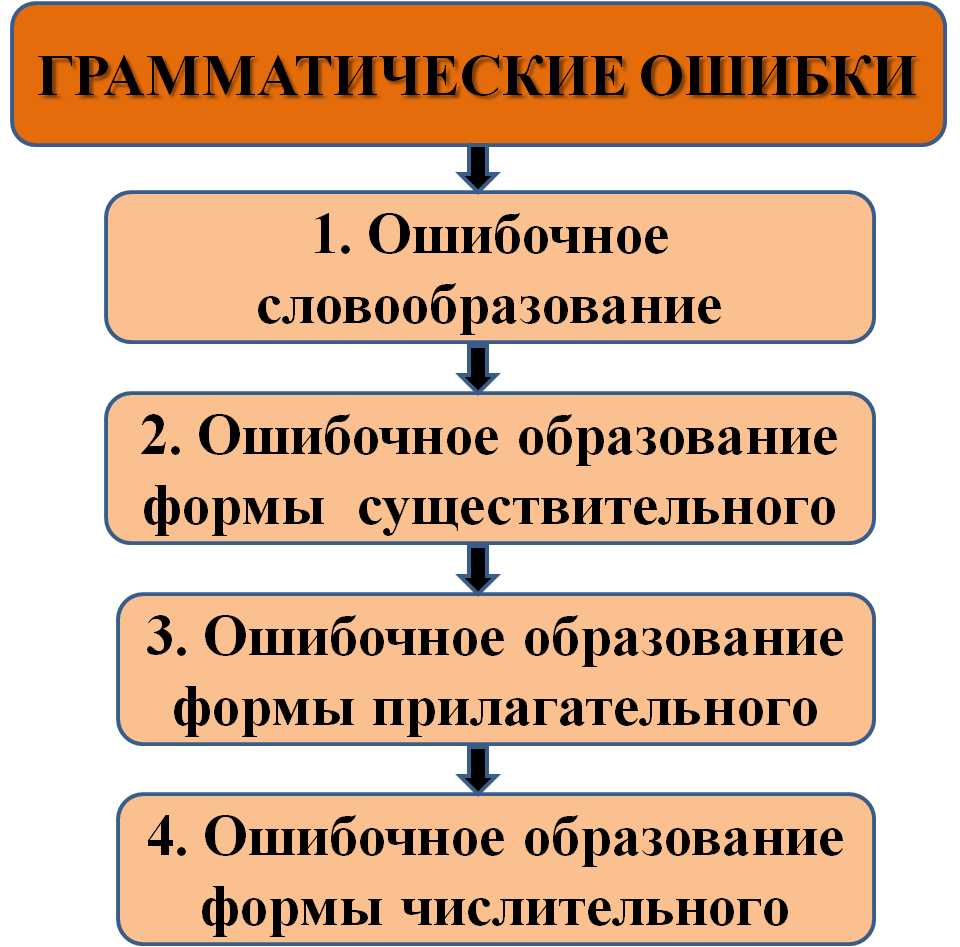 ГРАММАТИЧЕСКИЕ ОШИБКИ
1. Ошибочное
словообразование
2. Ошибочное образование
формы существительного
3. Ошибочное образование
формы прилагательного
4. Ошибочное образование
формы числительного